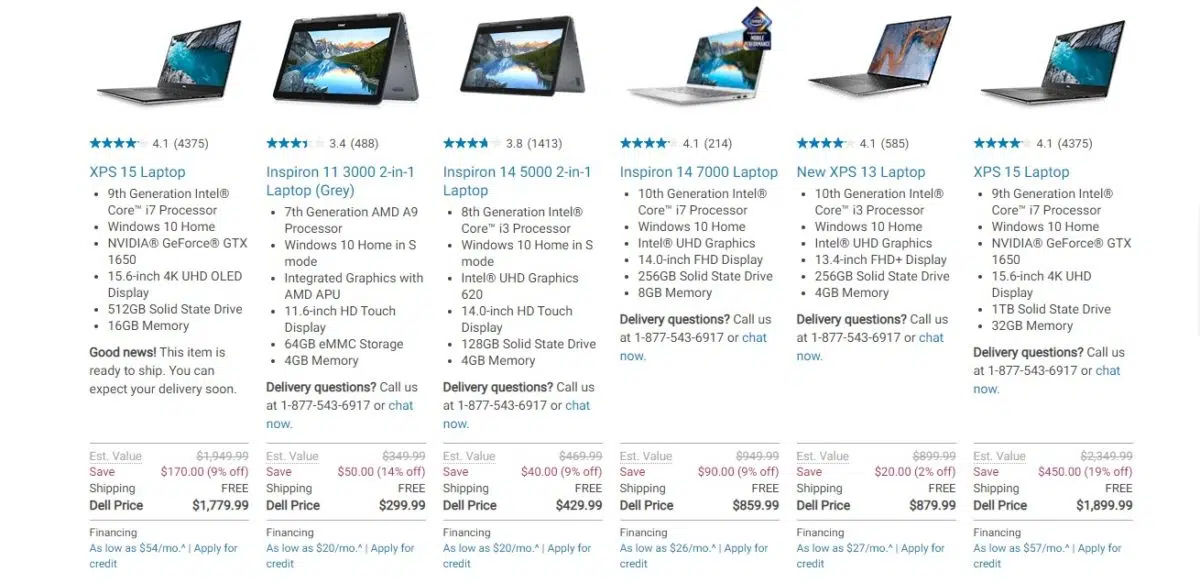 4.1 (4375)
XPS 15 Laptop
9th Generation Intel®
Core™ i7 Processor
Windows 10 Home
NVIDIA® GeForce® GTX
1650
15.6-inch 4K UHD OLED
Display
512GB Solid State Drive
16GB Memory
Good news! This item is
ready to ship. You can
expect your delivery soon.
Est. Value $1,949.99
Save $170.00 (9% off)
Shipping FREE
Dell Price $1,779.99
Financing
As low as $54/mo.^ | Apply for
credit
3.4 (488)
Inspiron 11 3000 2-in-1
Laptop (Grey)
7th Generation AMD A9
Processor
Windows 10 Home in S
mode
Integrated Graphics with
AMD APU
11.6-inch HD Touch
Display
64GB eMMC Storage
4GB Memory
Delivery questions? Call us
at 1-877-543-6917 or chat
now.
Est. Value $349.99
Save $50.00 (14% off)
Shipping FREE
Dell Price $299.99
Financing
As low as $20/mo.^ | Apply for
credit
3.8 (1413)
Inspiron 14 5000 2-in-1
Laptop
8th Generation Intel®
Core™ i3 Processor
Windows 10 Home in S
mode
Intel® UHD Graphics
620
14.0-inch HD Touch
Display
128GB Solid State Drive
4GB Memory
Delivery questions? Call us
at 1-877-543-6917 or chat
now.
Est. Value $469.99
Save $40.00 (9% off)
Shipping FREE
Dell Price $429.99
Financing
As low as $20/mo.^ | Apply for
credit
MOBILE
PERFORMANCE
4.1 (214)
Inspiron 14 7000 Laptop
10th Generation Intel®
Core™ i7 Processor
Windows 10 Home
Intel® UHD Graphics
14.0-inch FHD Display
256GB Solid State Drive
8GB Memory
Delivery questions? Call us
at 1-877-543-6917 or chat
now.
Est. Value $949.99
Save $90.00 (9% off)
Shipping FREE
Dell Price $859.99
Financing
As low as $26/mo.^ | Apply for
credit
4.1 (585)
New XPS 13 Laptop
10th Generation Intel®
Core™ i3 Processor
Windows 10 Home
Intel® UHD Graphics
13.4-inch FHD+ Display
256GB Solid State Drive
4GB Memory
Delivery questions? Call us
at 1-877-543-6917 or chat
now.
Est. Value $899.99
Save $20.00 (2% off)
Shipping FREE
Dell Price $879.99
Financing
As low as $27/mo.^ | Apply for
credit
4.1 (4375)
XPS 15 Laptop
9th Generation Intel®
Core™ i7 Processor
Windows 10 Home
NVIDIA® GeForce® GTX
1650
15.6-inch 4K UHD
Display
1TB Solid State Drive
32GB Memory
Delivery questions? Call us
at 1-877-543-6917 or chat
now.
Est. Value $2,349.99
Save $450.00 (19% off)
Shipping FREE
Dell Price $1,899.99
Financing
As low as $57/mo.^ | Apply for
credit